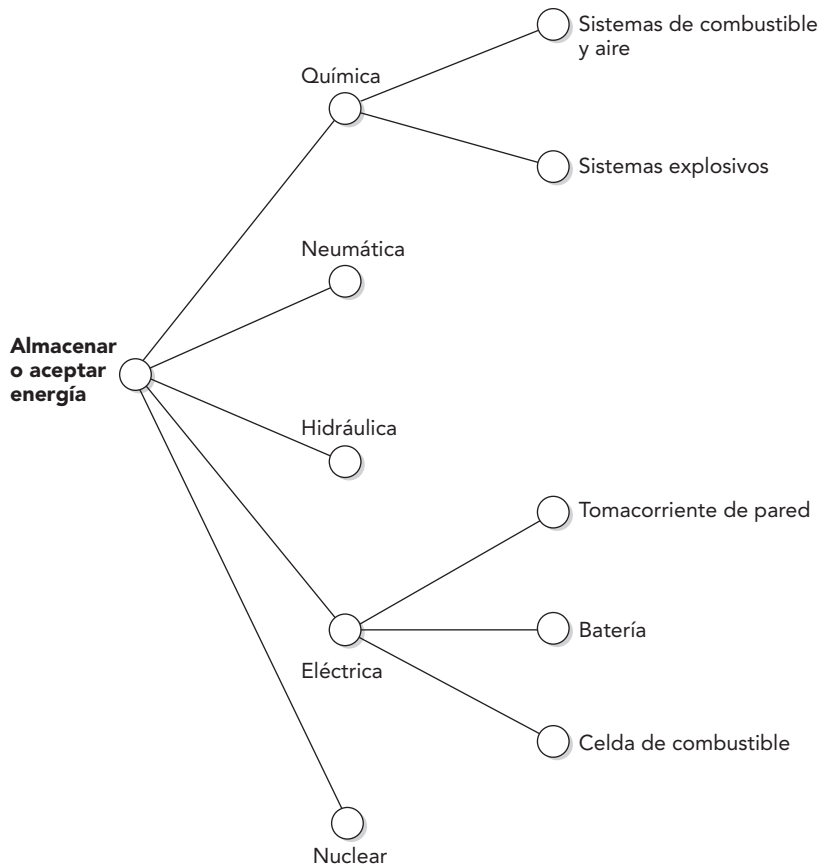 Sistemas de combustible
y aire
Química
Sistemas explosivos
Neumática
Almacenar
o aceptar
energía
Hidráulica
Tomacorriente de pared
Batería
Eléctrica
Celda de combustible
Nuclear